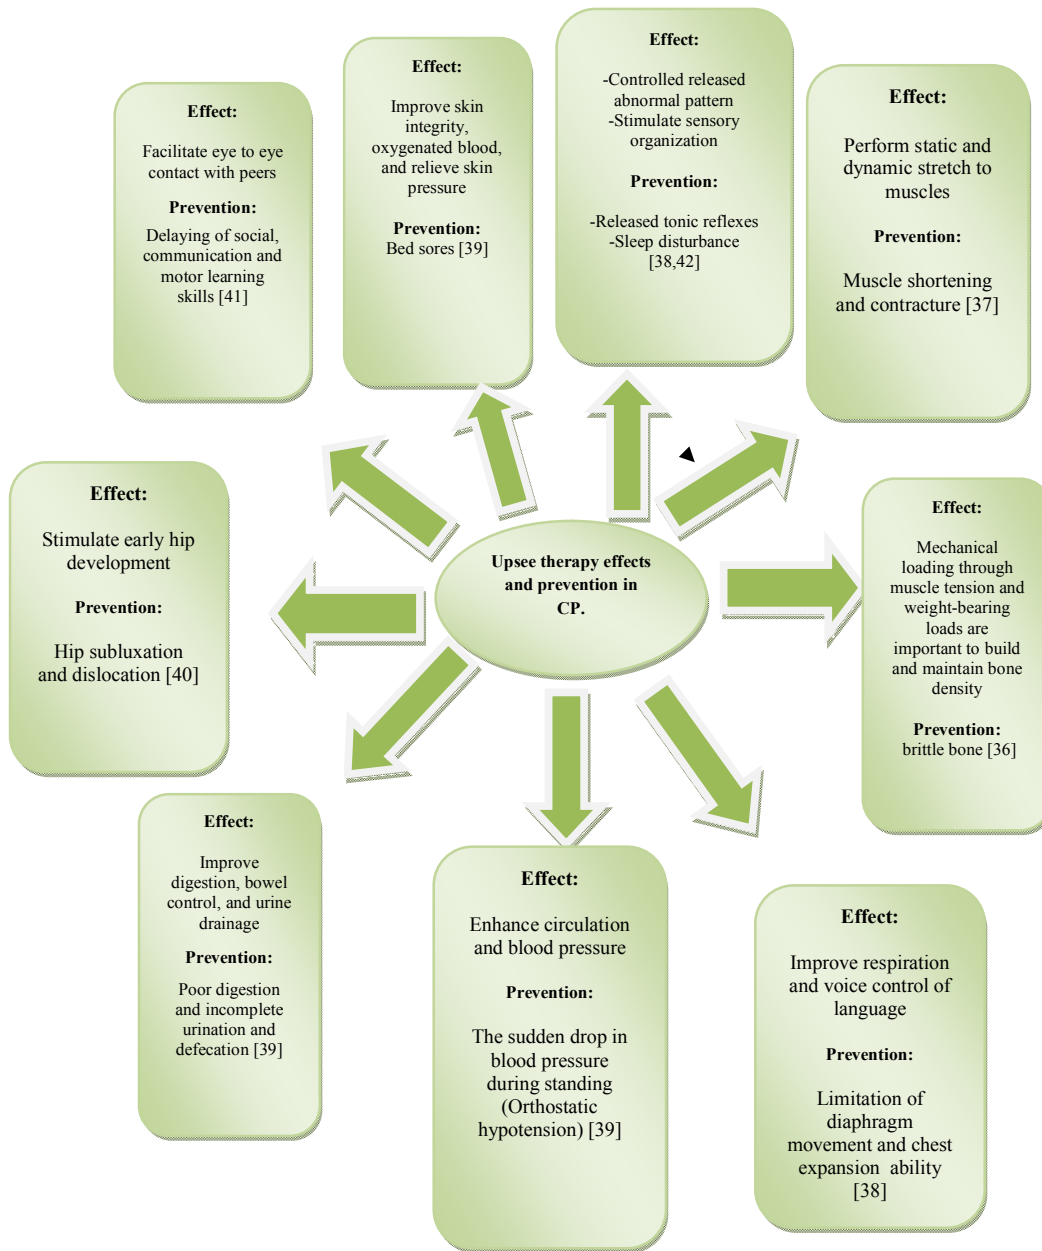 Effect:
Facilitate eye to eye
contact with peers
Prevention:
Delaying of social,
communication and
motor learning
skills [41]
Effect:
Improve skin
integrity,
oxygenated blood,
and relieve skin
pressure
Prevention:
Bed sores [39]
Effect:
-Controlled released
abnormal pattern
-Stimulate sensory
organization
Prevention:
-Released tonic reflexes
-Sleep disturbance
[38,42]
Effect:
Perform static and
dynamic stretch to
muscles
Prevention:
Muscle shortening
and contracture [37]
Effect:
Stimulate early hip
development
Prevention:
Hip subluxation
and dislocation [40]
Upsee therapy effects
and prevention in
CP.
Effect:
Mechanical
loading through
muscle tension and
weight-bearing
loads are
important to build
and maintain bone
density
Prevention:
brittle bone [36]
Effect:
Improve
digestion, bowel
control, and urine
drainage
Prevention:
Poor digestion
and incomplete
urination and
defecation [39]
Effect:
Enhance circulation
and blood pressure
Prevention:
The sudden drop in
blood pressure
during standing
(Orthostatic
hypotension) [39]
Effect:
Improve respiration
and voice control of
language
Prevention:
Limitation of
diaphragm
movement and chest
expansion ability
[38]